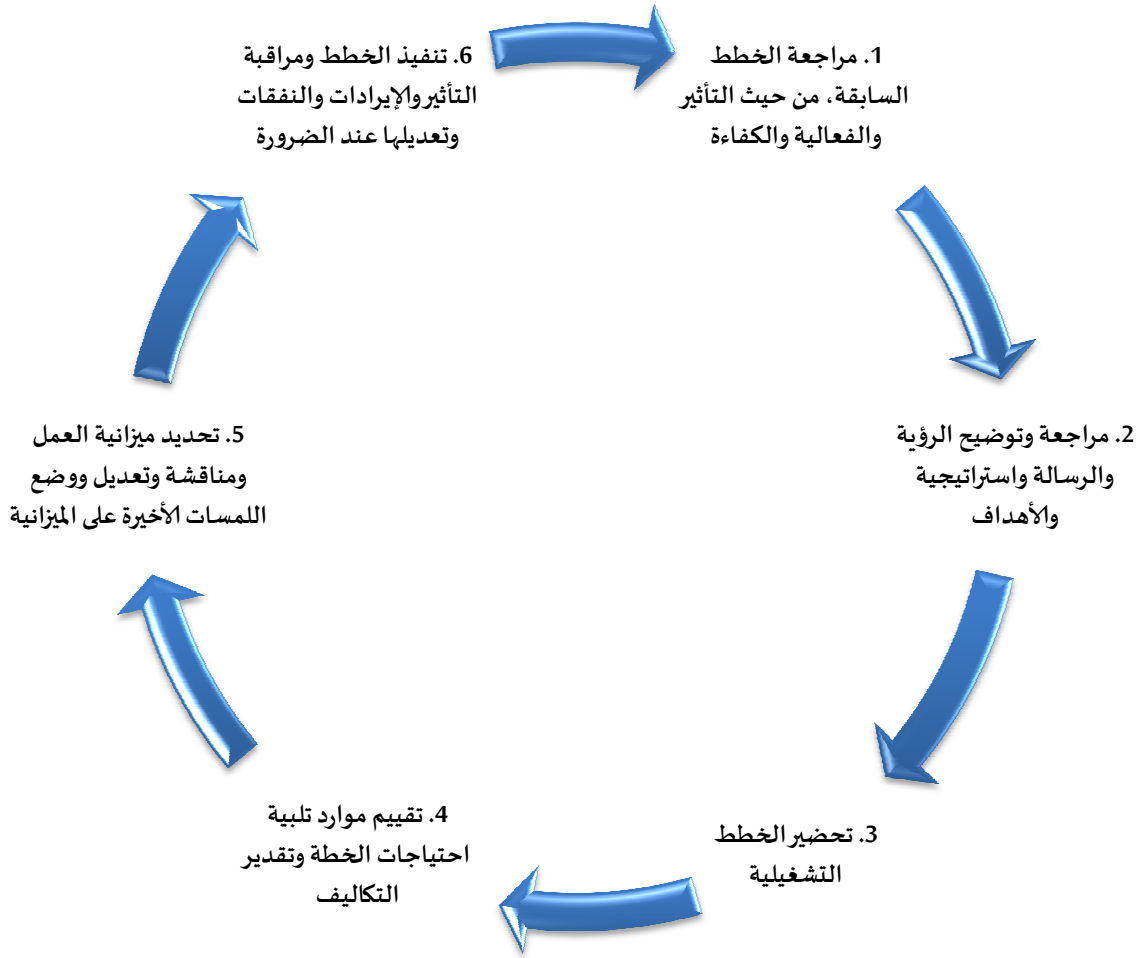 1. مراجعة الخطط
السابقة، من حيث التأثير
والفعالية والكفاءة
2. مراجعة وتوضيح الرؤية
والرسالة واستراتيجية
والأهداف
3. تحضير الخطط
التشغيلية
4. تقييم موارد تلبية
احتياجات الخطة وتقدير
التكاليف
5. تحديد ميزانية العمل
ومناقشة وتعديل ووضع
اللمسات الأخيرة على الميزانية
6. تنفيذ الخطط ومراقبة
التأثير والإيرادات والنفقات
وتعديلها عند الضرورة